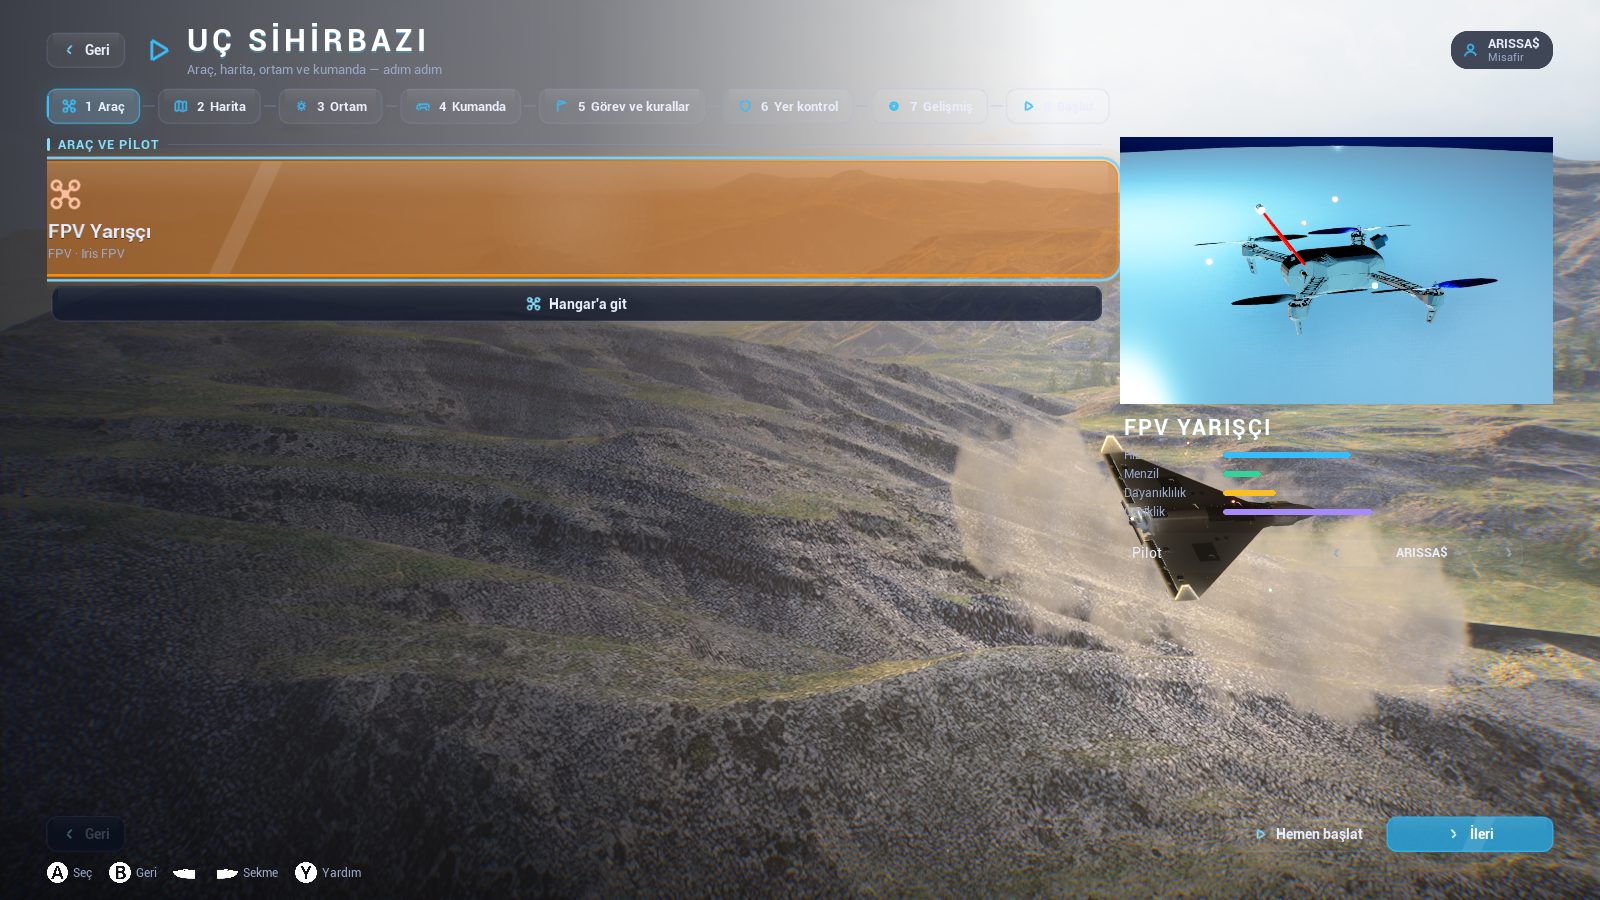 Geri
UÇ SİHİRBAZI
Araç, harita, ortam ve kumanda — adım adım
ARISSA$
Misafir
1 Araç
2 Harita
3 Ortam
4 Kumanda
5 Görev ve kurallar
6 Yer kontrol
7 Gelişmiş
8 Başlat
ARAÇ VE PİLOT
FPV Yarışçı
FPV · Iris FPV
Hangar'a git
FPV YARIŞÇI
Menzil
Dayanıklılık
Pilot
ARISSA$
Geri
Hemen başlat
İleri
A Seç
B Geri
Sekme
Y Yardım